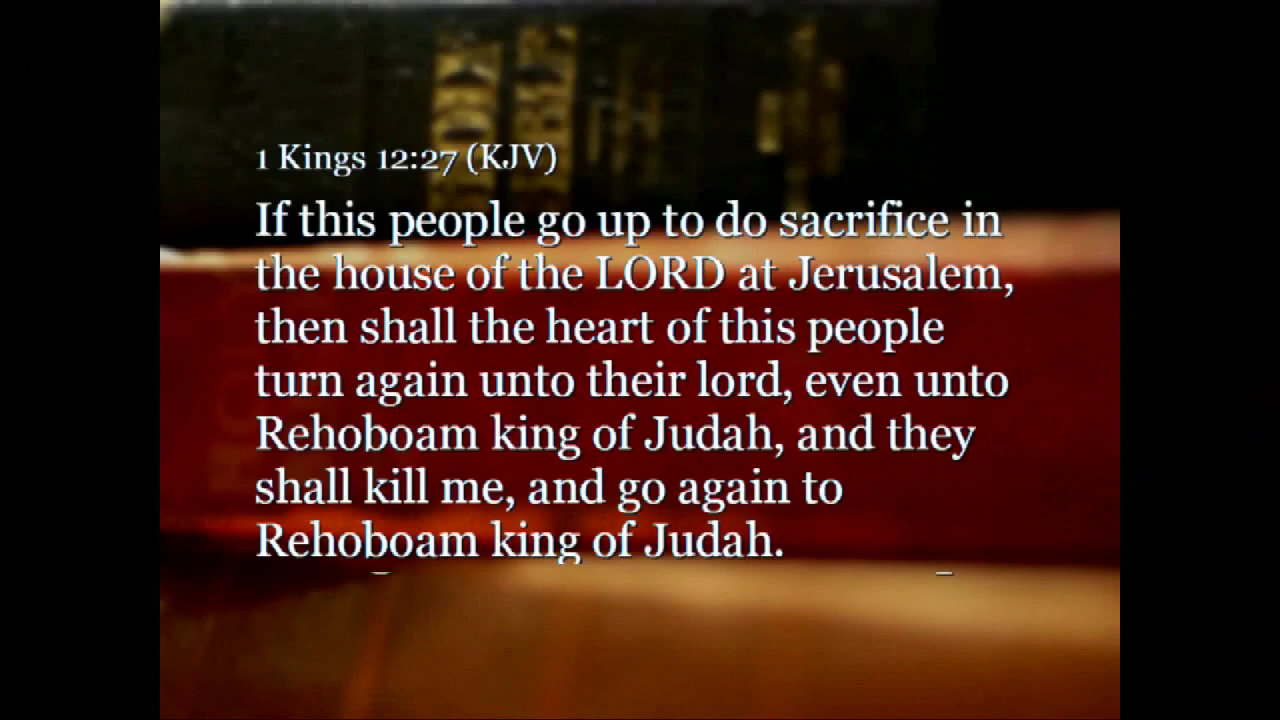 1 Kings 12:27 (KJV)
If this people go up to do sacrifice in
the house of the LORD at Jerusalem,
then shall the heart of this people
turn again unto their lord, even unto
Rehoboam king of Judah, and they
shall kill me, and go again to
Rehoboam king of Judah.